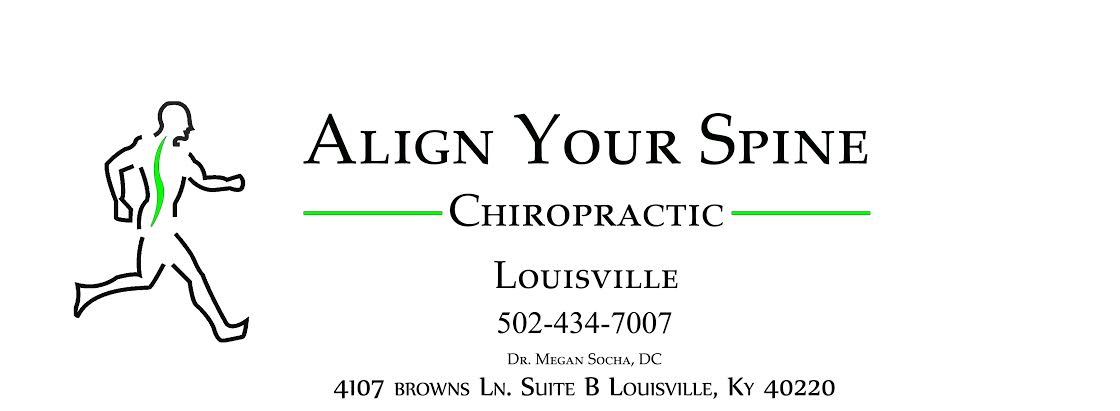 Align Your Spine
Chiropractic
Louisville
502-434-7007
Dr. Megan Socha, DC
4107 browns Ln. Suite B Louisville, Ky 40220